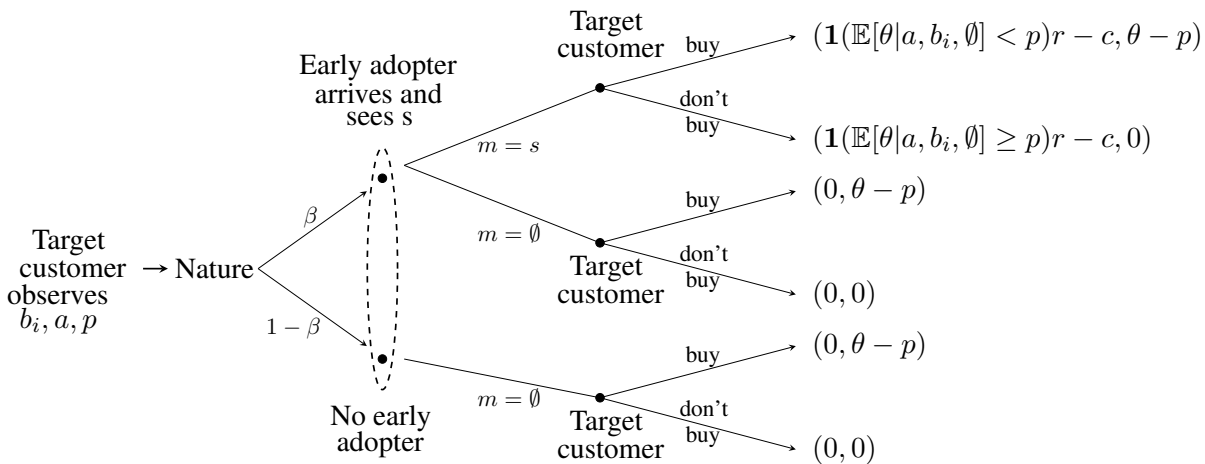 Target
customer
buy
(𝟏(𝔼[θ|a, b_i, ∅] < p)r − c, θ − p)
Early adopter
arrives and
sees s
don't
buy
m = s
(𝟏(𝔼[θ|a, b_i, ∅] ≥ p)r − c, 0)
buy
(0, θ − p)
β
m = ∅
Target
customer
observes
b_i, a, p
Nature
Target
customer
don't
buy
(0, 0)
1 − β
buy
(0, θ − p)
m = ∅
No early
adopter
Target
customer
don't
buy
(0, 0)